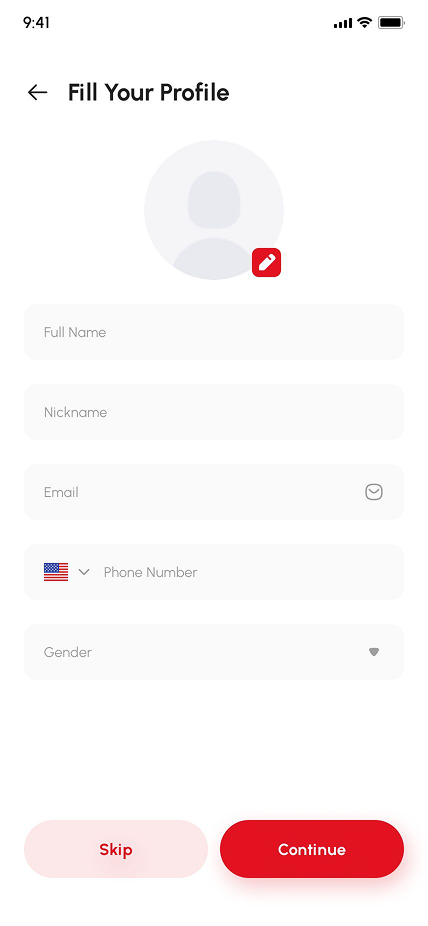 9:41
Fill Your Profile
Full Name
Nickname
Email
Phone Number
Gender
Skip
Continue